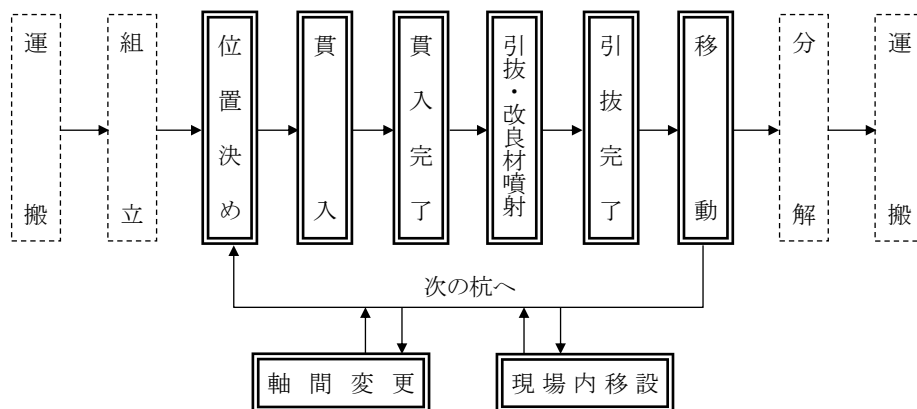 運搬
組立
位置決め
貫入
貫入完了
引抜・改良材噴射
引抜完了
移動
分解
運搬
次の杭へ
軸間変更
現場内移設